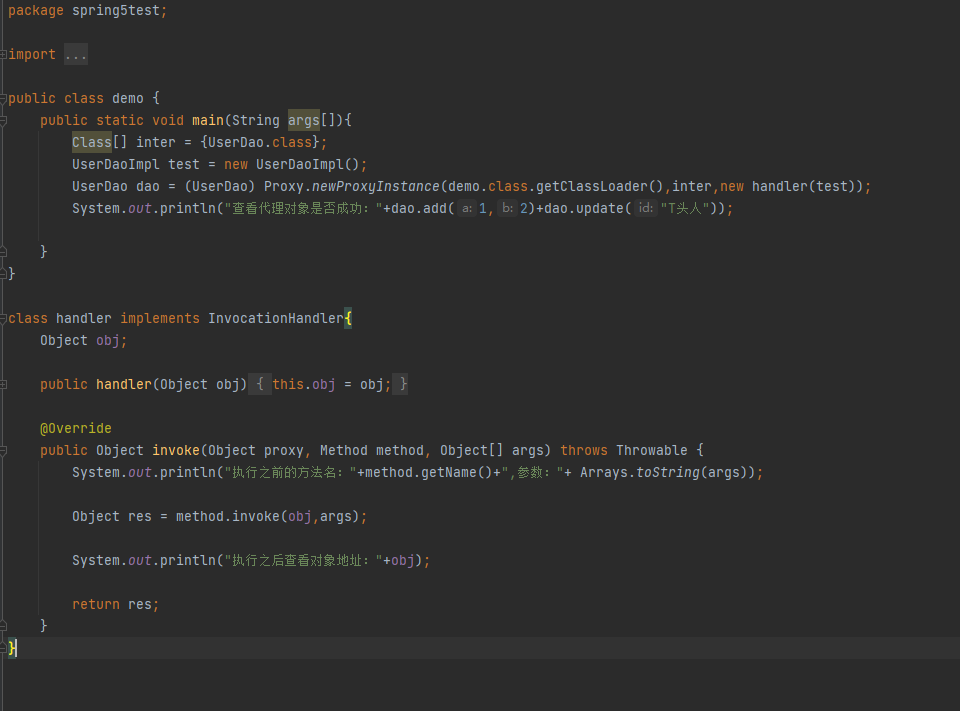 package spring5test;
import ...
public class demo {
public static void main(String args[]){
Class[] inter = {UserDao.class};
UserDaoImpl test = new UserDaoImpl();
UserDao dao = (UserDao) Proxy.newProxyInstance(demo.class.getClassLoader(),inter,new handler(test));
System.out.println("查看代理对象是否成功："+dao.add( a: 1, b: 2)+dao.update( id: "T头人"));
}
}
class handler implements InvocationHandler{
Object obj;
public handler(Object obj) { this.obj = obj; }
@Override
public Object invoke(Object proxy, Method method, Object[] args) throws Throwable {
System.out.println("执行之前的方法名："+method.getName()+",参数："+ Arrays.toString(args));
Object res = method.invoke(obj,args);
System.out.println("执行之后查看对象地址："+obj);
return res;
}
}